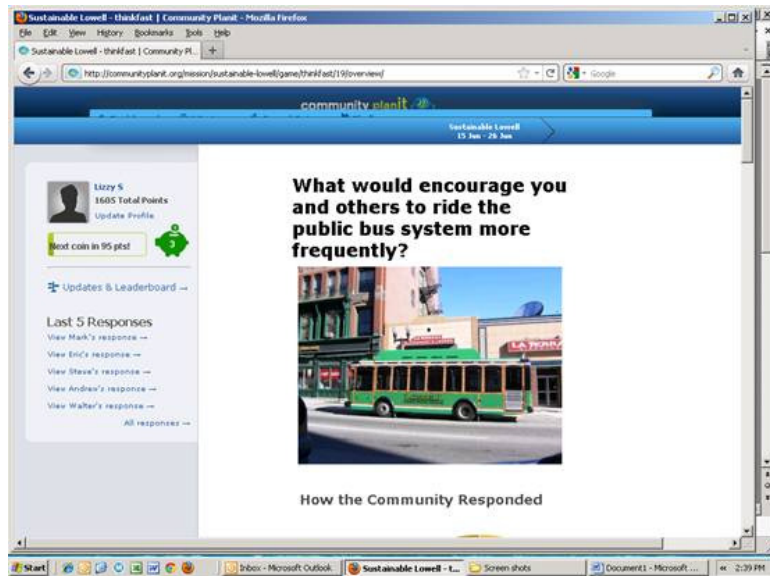 Sustainable Lowell - thinkfast | Community Planit - Mozilla Firefox
File Edit View History Bookmarks Tools Help
Sustainable Lowell - thinkfast | Community Pl...
http://communityplanit.org/mission/sustainable-lowell/game/thinkfast/19/overview/
Google
community planit
Sustainable Lowell
15 Jun - 26 Jun
Lizzy S
1605 Total Points
Update Profile
Next coin in 95 pts!
3
Updates & Leaderboard →
Last 5 Responses
View Mark's response →
View Eric's response →
View Steve's response →
View Andrew's response →
View Walter's response →
All responses →
What would encourage you
and others to ride the
public bus system more
frequently?
How the Community Responded
Start
Inbox - Microsoft Outlook
Sustainable Lowell - t...
Screen shots
Document1 - Microsoft ...
2:39 PM